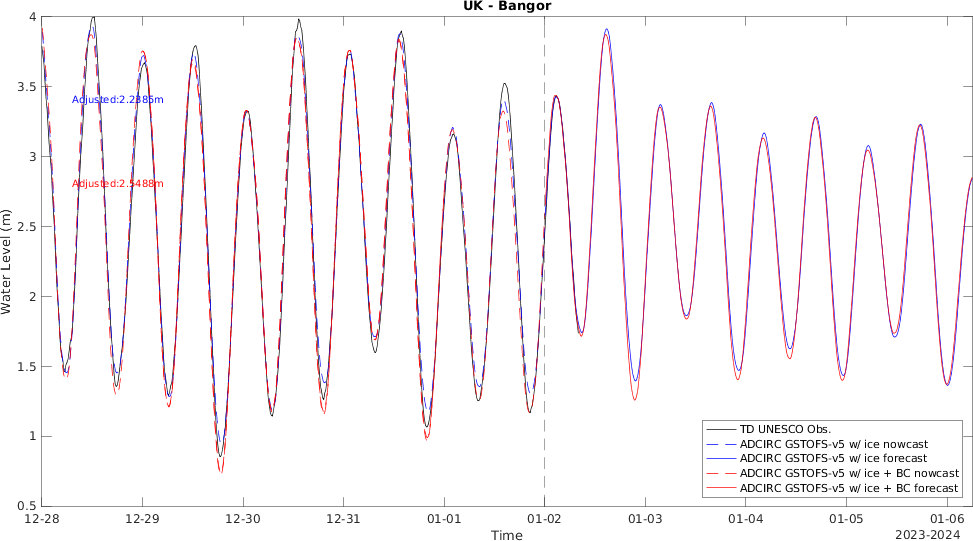 UK - Bangor
4
3.5
3
2.5
2
1.5
1
0.5
Water Level (m)
Adjusted:2.2385m
Adjusted:2.5488m
TD UNESCO Obs.
ADCIRC GSTOFS-v5 w/ ice nowcast
ADCIRC GSTOFS-v5 w/ ice forecast
ADCIRC GSTOFS-v5 w/ ice + BC nowcast
ADCIRC GSTOFS-v5 w/ ice + BC forecast
12-28 12-29 12-30 12-31 01-01 01-02 01-03 01-04 01-05 01-06
Time
2023-2024